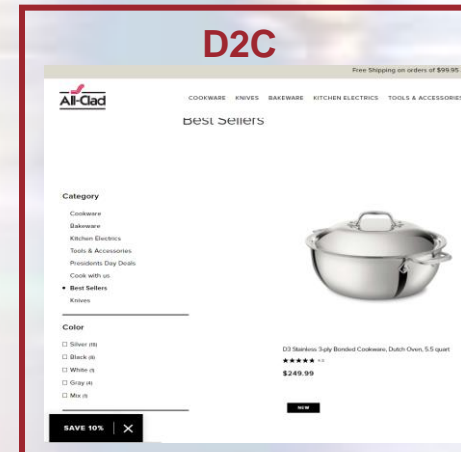 D2C
Free Shipping on orders of $99.95
All-Clad
COOKWARE KNIVES BAKEWARE KITCHEN ELECTRICS TOOLS & ACCESSORIES
Best Sellers
Category
Cookware
Bakeware
Kitchen Electrics
Tools & Accessories
Presidents Day Deals
Cook with us
Best Sellers
Knives
Color
Silver
Black
White
Gray
Mix
D3 Stainless 3-ply Bonded Cookware, Dutch Oven, 5.5 quart
$249.99
NEW
SAVE 10%